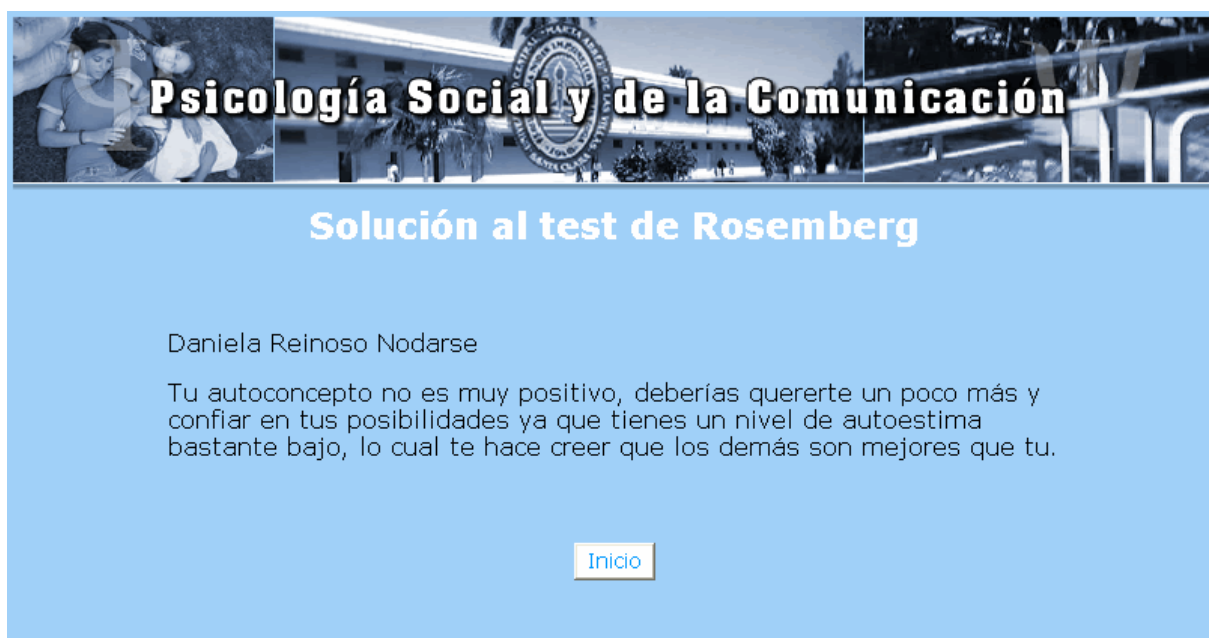 Psicología Social y de la Comunicación
Solución al test de Rosemberg
Daniela Reinoso Nodarse
Tu autoconcepto no es muy positivo, deberías quererte un poco más y
confiar en tus posibilidades ya que tienes un nivel de autoestima
bastante bajo, lo cual te hace creer que los demás son mejores que tu.
Inicio